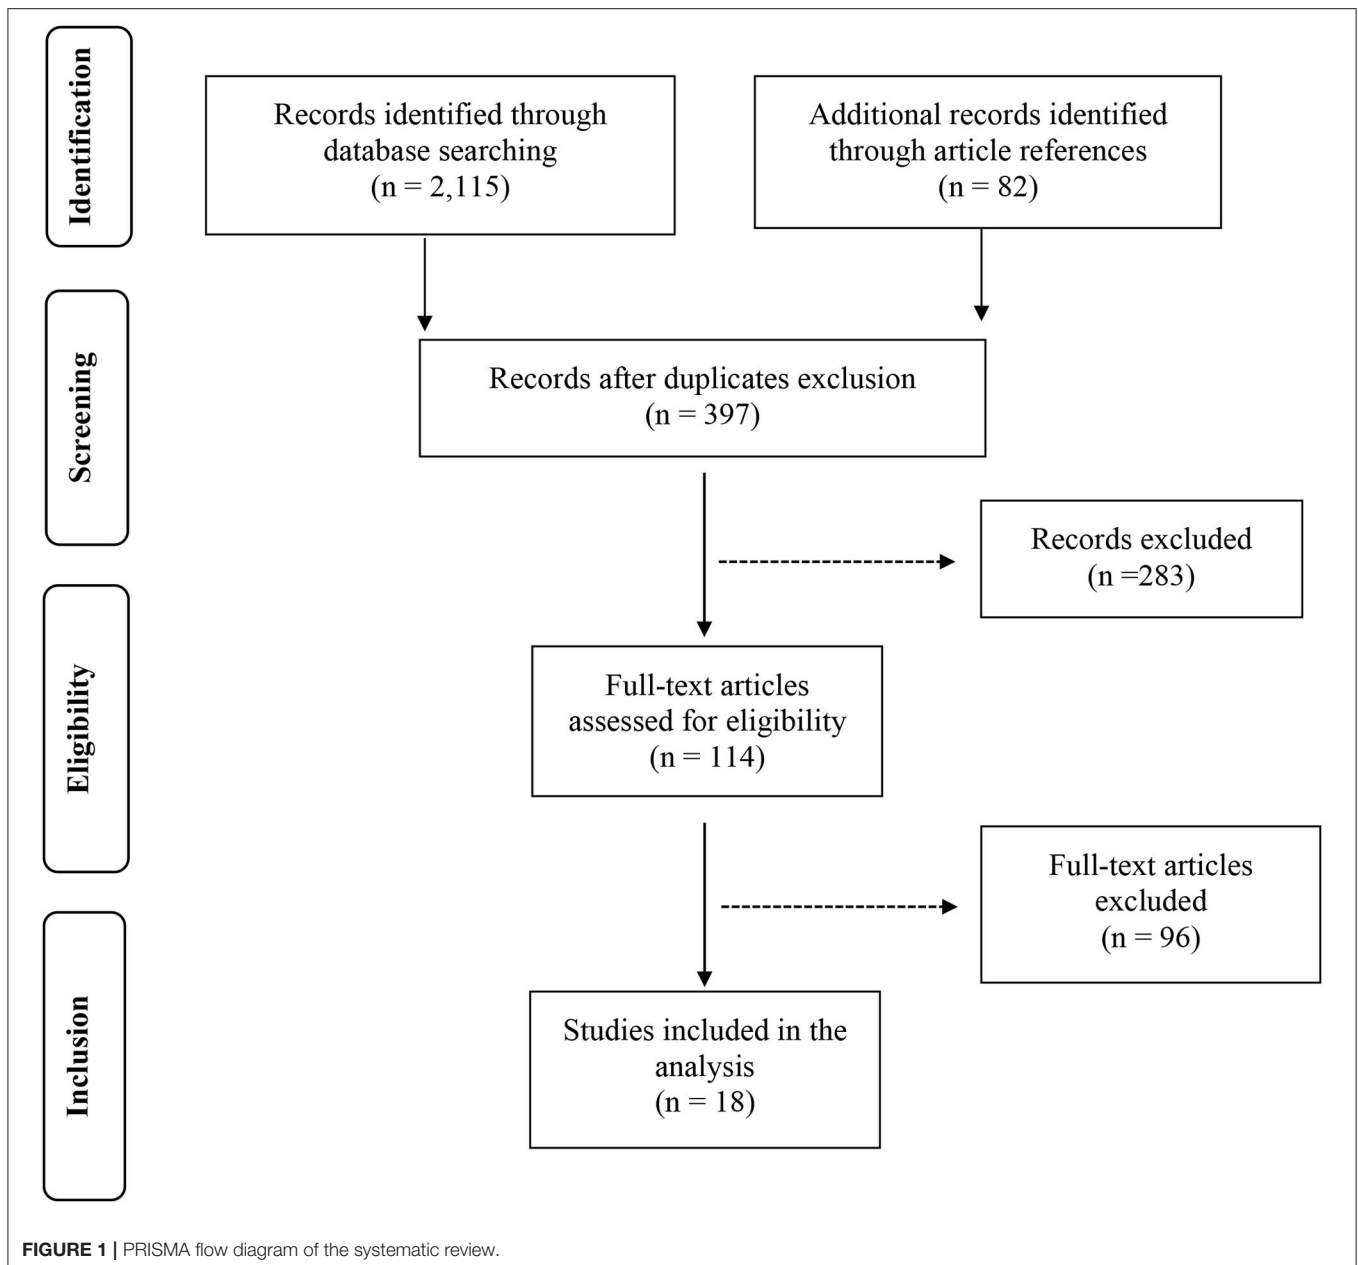 Identification
Records identified through
database searching
(n = 2,115)
Additional records identified
through article references
(n = 82)
Screening
Records after duplicates exclusion
(n = 397)
Records excluded
(n =283)
Eligibility
Full-text articles
assessed for eligibility
(n = 114)
Full-text articles
excluded
(n = 96)
Inclusion
Studies included in the
analysis
(n = 18)
FIGURE 1 | PRISMA flow diagram of the systematic review.